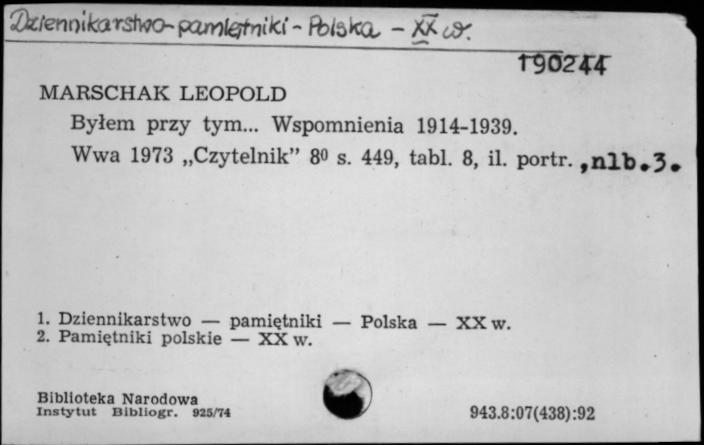 Dziennikarstwo-pamiętniki-Polska - XX w.
190244
MARSCHAK LEOPOLD
Byłem przy tym... Wspomnienia 1914-1939.
Wwa 1973 „Czytelnik” 8⁰ s. 449, tabl. 8, il. portr. ,nlb.3.
1. Dziennikarstwo — pamiętniki — Polska — XX w.
2. Pamiętniki polskie — XX w.
Biblioteka Narodowa
Instytut Bibliogr. 925/74
943.8:07(438):92